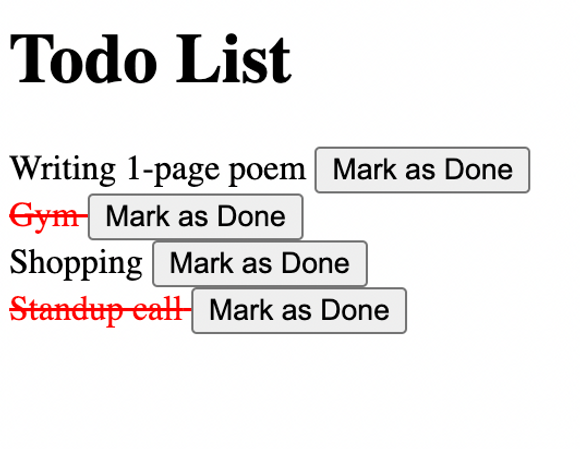 Todo List
Writing 1-page poem Mark as Done
Gym Mark as Done
Shopping Mark as Done
Standup call Mark as Done